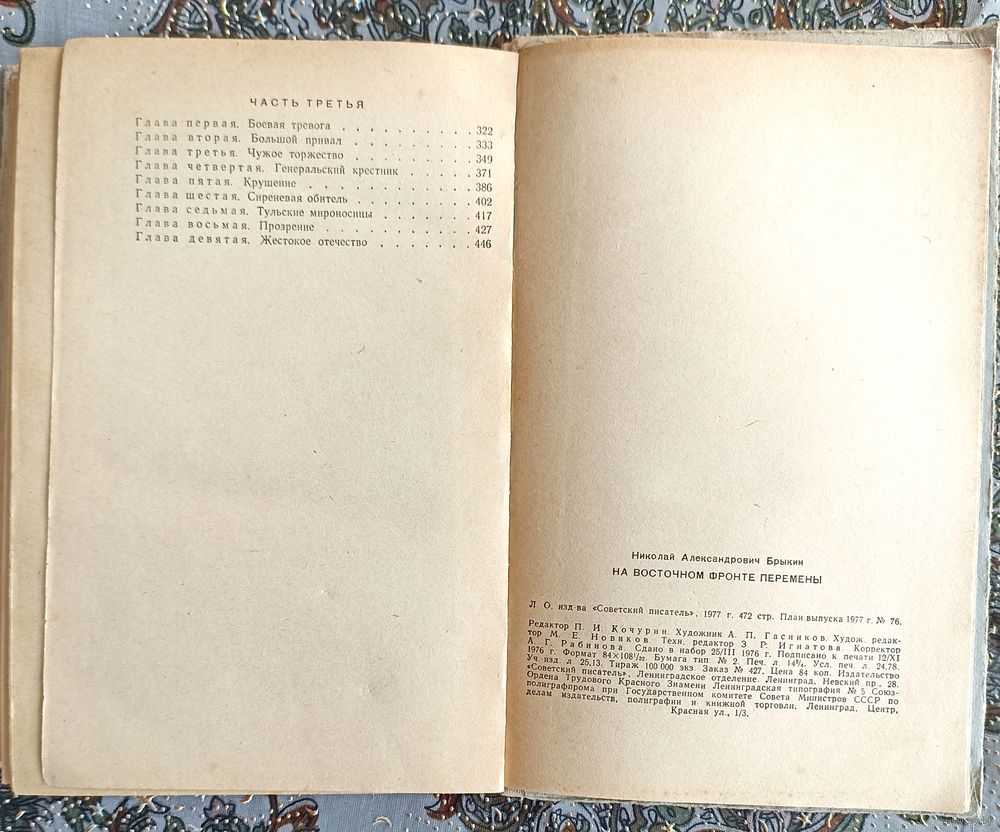 ЧАСТЬ ТРЕТЬЯ
Глава первая. Боевая тревога . . . . . . . . . . 322
Глава вторая. Большой привал . . . . . . . . . 333
Глава третья. Чужое торжество . . . . . . . . . 349
Глава четвертая. Генеральский крестник . . . . . 371
Глава пятая. Крушение . . . . . . . . . . . . 386
Глава шестая. Сиреневая обитель . . . . . . . . 402
Глава седьмая. Тульские мироносицы . . . . . . . 417
Глава восьмая. Прозрение . . . . . . . . . . . 427
Глава девятая. Жестокое отечество . . . . . . . 446
Николай Александрович Брыкин
НА ВОСТОЧНОМ ФРОНТЕ ПЕРЕМЕНЫ
Л. О. изд-ва «Советский писатель», 1977 г. 472 стр. План выпуска 1977 г. № 76.
Редактор П. И. Кочурин. Художник А. П. Гасников. Худож. редак-
тор М. Е. Новиков. Техн. редактор З. Г. Игнатова. Корректор
А. Г. Рабинова. Сдано в набор 25/III 1976 г. Подписано к печати 12/XI
1976 г. Формат 84×108¹/₃₂. Бумага тип. № 2. Печ. л. 14³/₄. Усл. печ. л. 24,78.
Уч. изд. л. 25,13. Тираж 100 000 экз. Заказ № 427. Цена 84 коп. Издательство
«Советский писатель», Ленинградское отделение. Ленинград, Невский пр., 28.
Ордена Трудового Красного Знамени Ленинградская типография № 5 Союз-
полиграфпрома при Государственном комитете Совета Министров СССР по
делам издательств, полиграфии и книжной торговли, Ленинград, Центр,
Красная ул., 1/3.